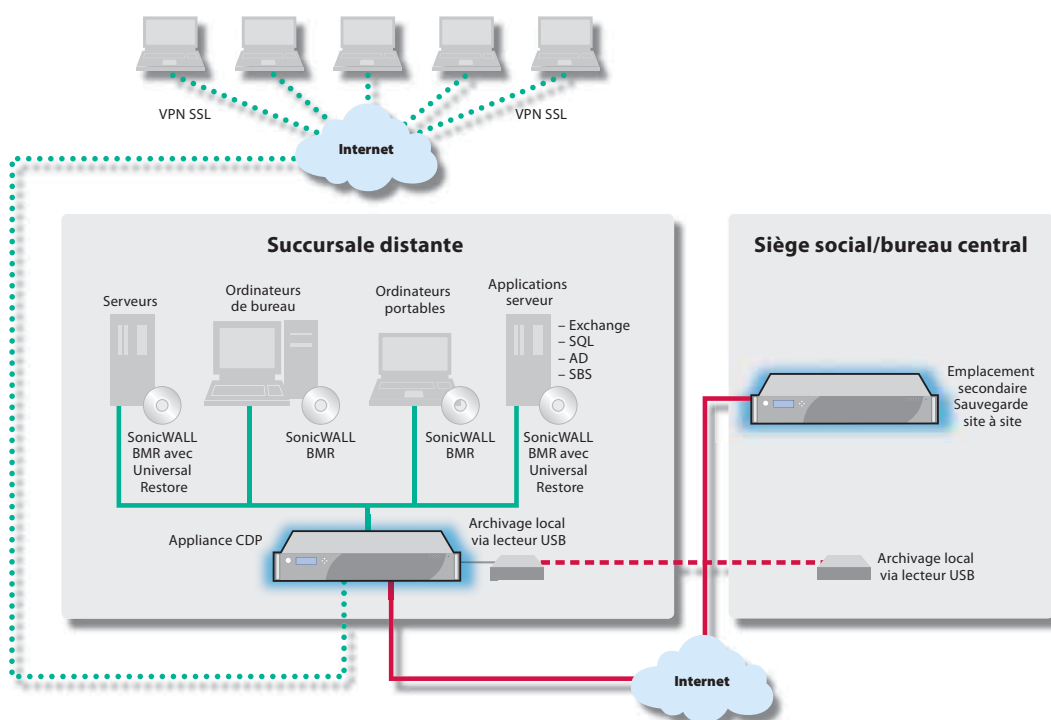 VPN SSL
VPN SSL
Internet
Succursale distante
Serveurs
Ordinateurs
de bureau
Ordinateurs
portables
Applications
serveur
– Exchange
– SQL
– AD
– SBS
SonicWALL
BMR avec
Universal
Restore
SonicWALL
BMR
SonicWALL
BMR
SonicWALL
BMR avec
Universal
Restore
Appliance CDP
Archivage local
via lecteur USB
Siège social/bureau central
Emplacement
secondaire
Sauvegarde
site à site
Archivage local
via lecteur USB
Internet